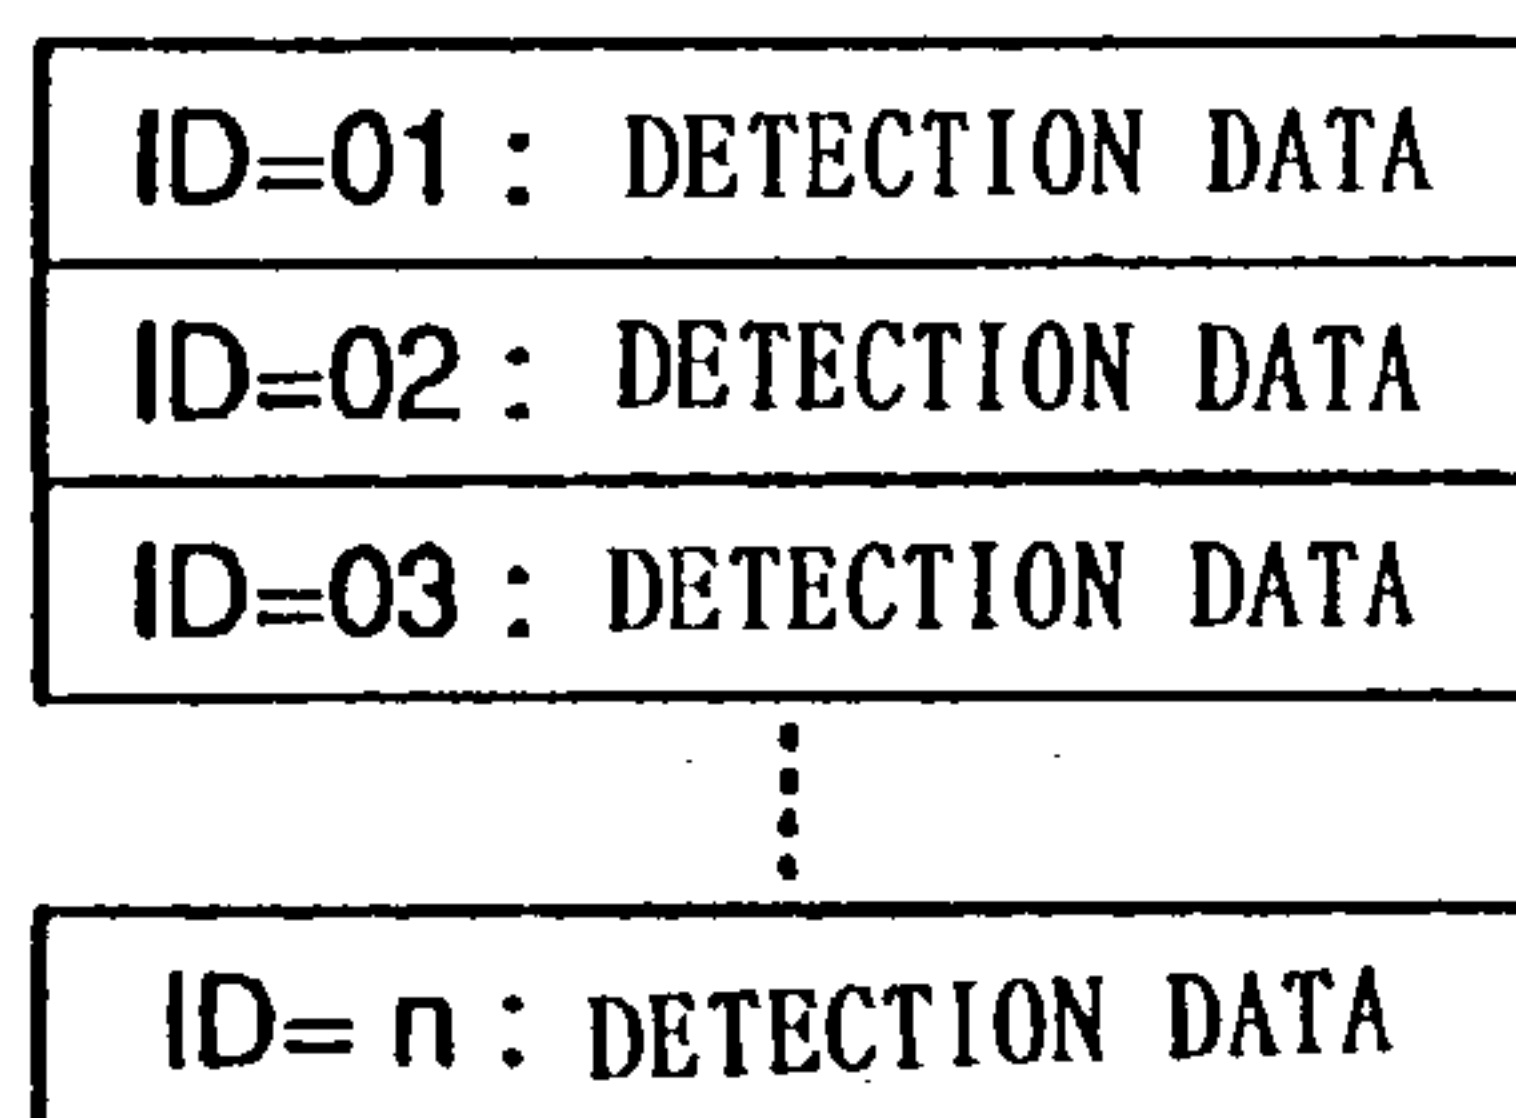 ID=01 : DETECTION DATA
ID=02 : DETECTION DATA
ID=03 : DETECTION DATA
ID= n : DETECTION DATA